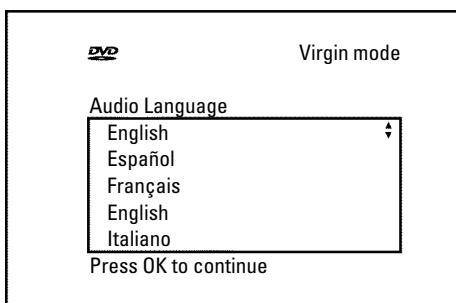 DVD Virgin mode
Audio Language
English
Español
Français
English
Italiano
Press OK to continue